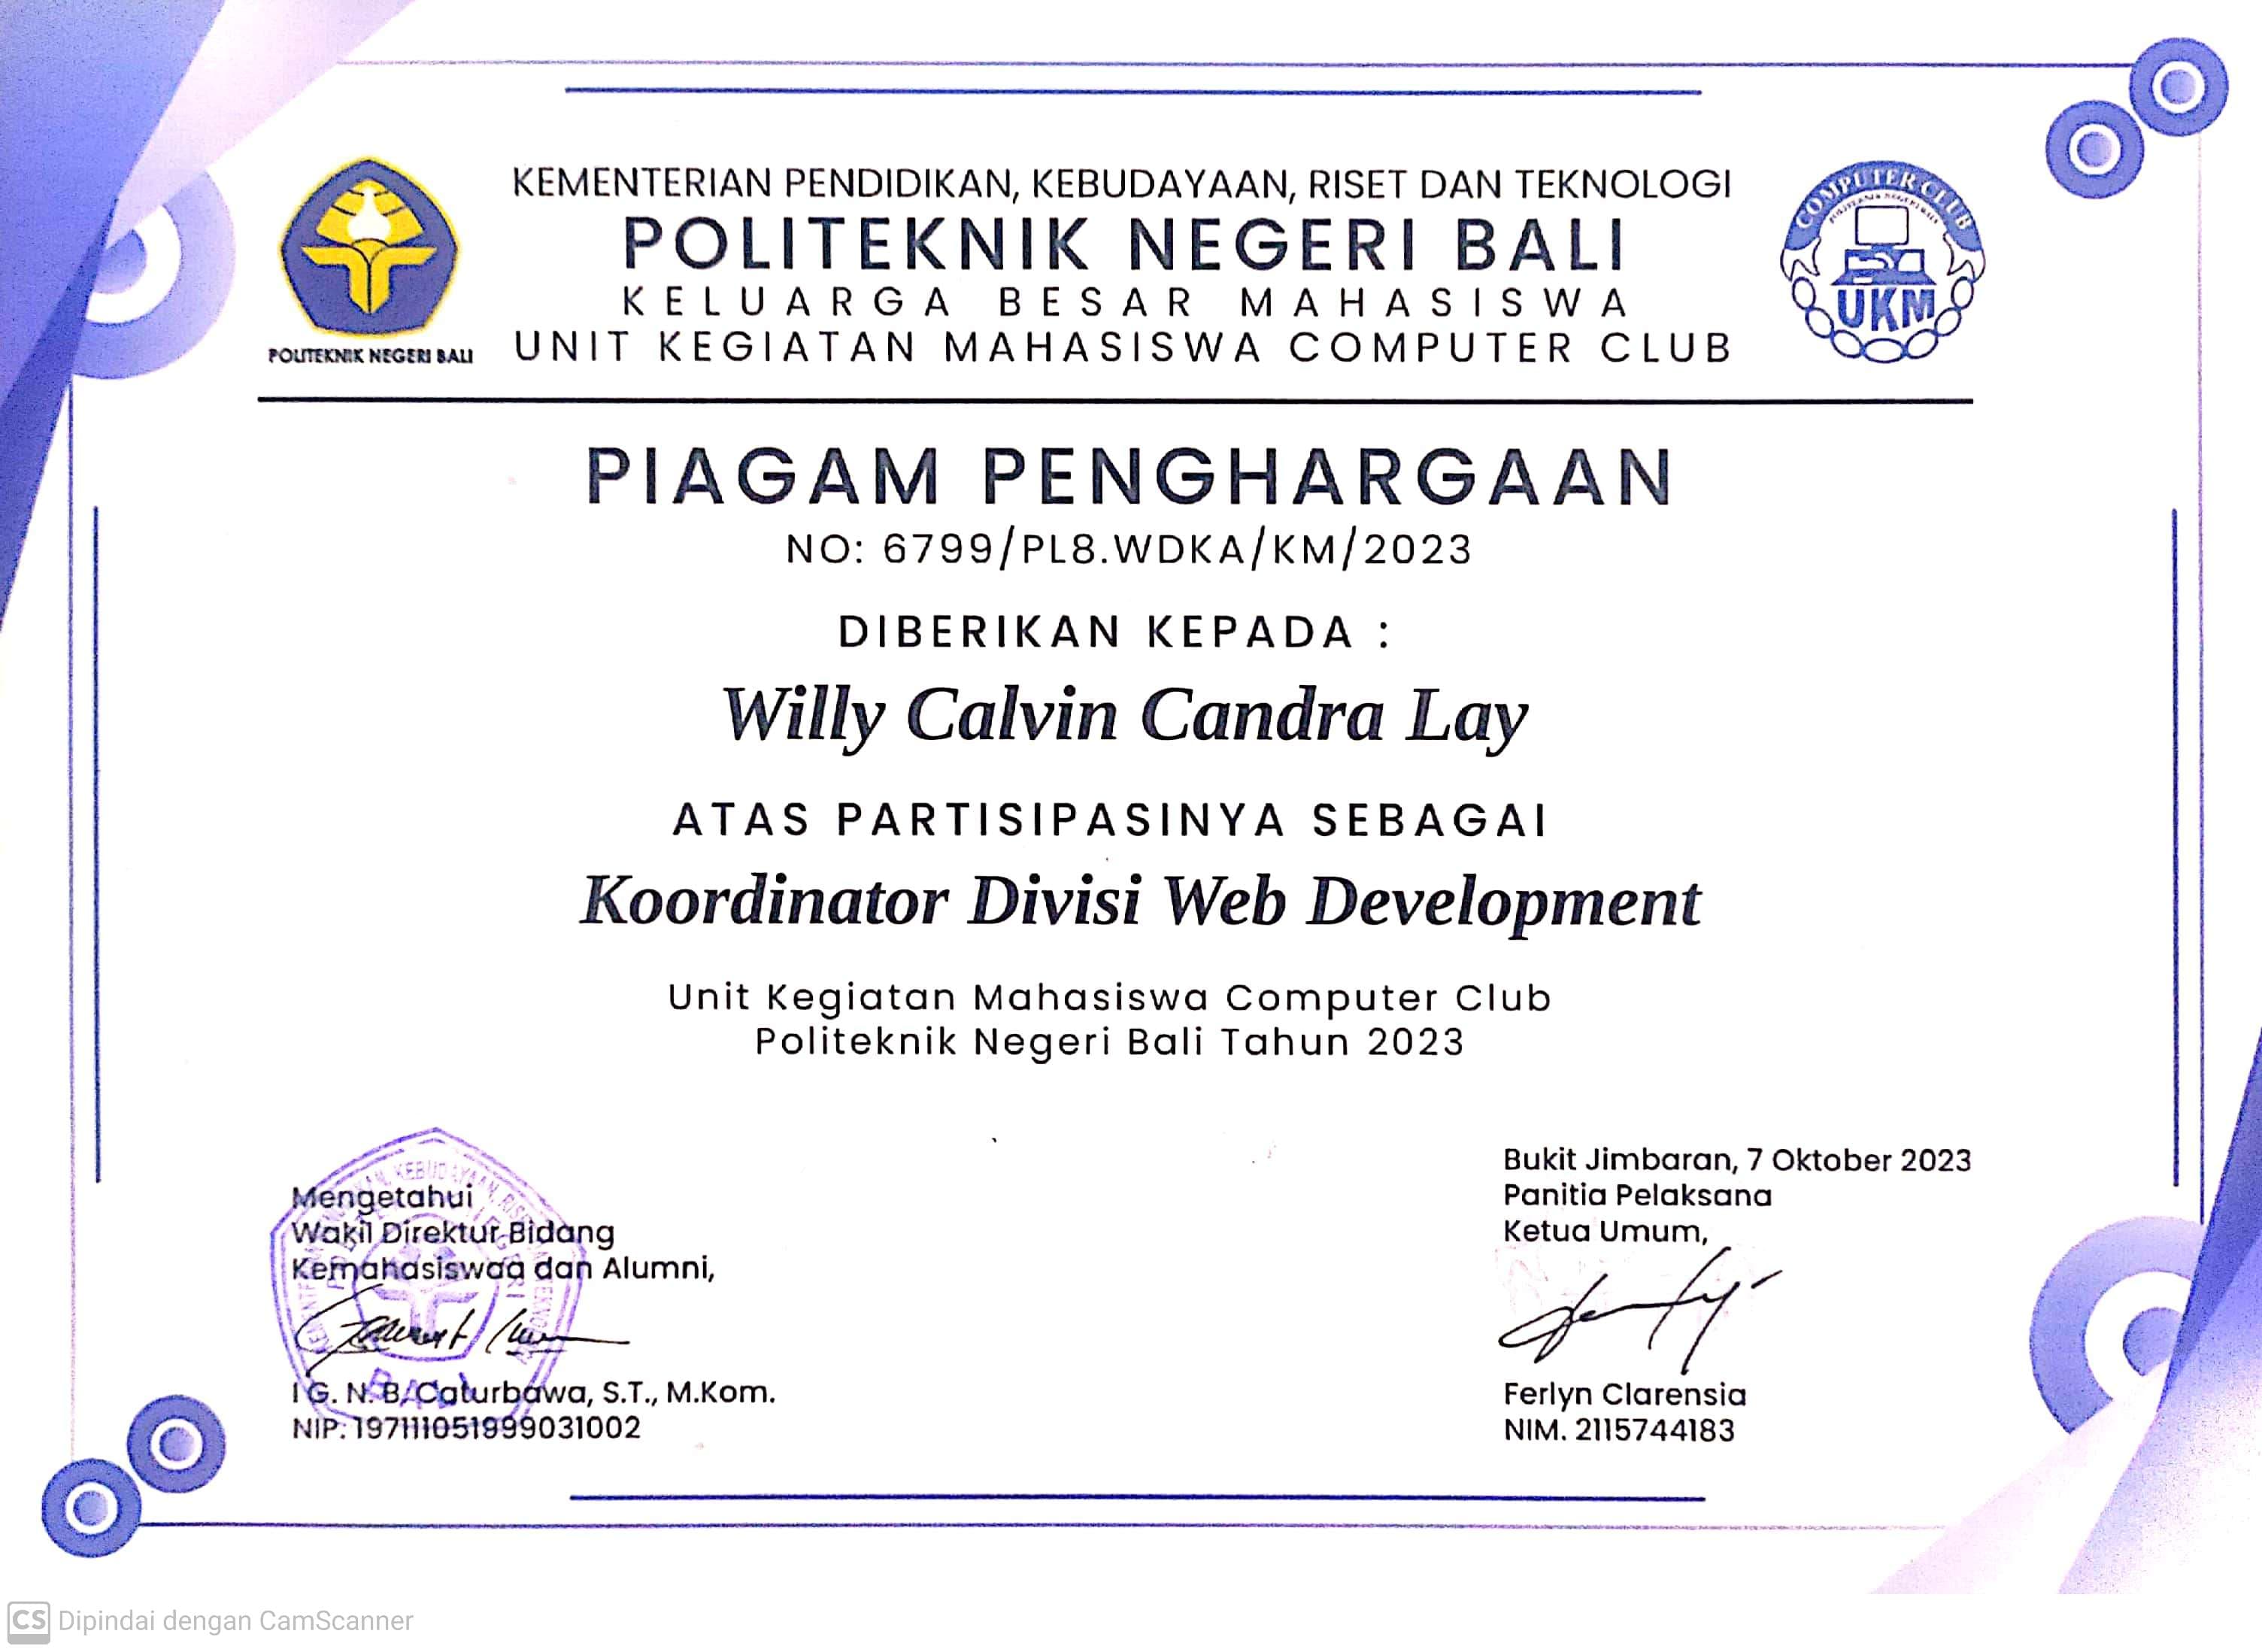 KEMENTERIAN PENDIDIKAN, KEBUDAYAAN, RISET DAN TEKNOLOGI
POLITEKNIK NEGERI BALI
KELUARGA BESAR MAHASISWA
UNIT KEGIATAN MAHASISWA COMPUTER CLUB
POLITEKNIK NEGERI BALI
COMPUTER CLUB
POLITEKNIK NEGERI BALI
UKM
PIAGAM PENGHARGAAN
NO: 6799/PL8.WDKA/KM/2023
DIBERIKAN KEPADA :
Willy Calvin Candra Lay
ATAS PARTISIPASINYA SEBAGAI
Koordinator Divisi Web Development
Unit Kegiatan Mahasiswa Computer Club
Politeknik Negeri Bali Tahun 2023
Mengetahui
Wakil Direktur Bidang
Kemahasiswaa dan Alumni,
I G. N. B. Caturbawa, S.T., M.Kom.
NIP. 197111051999031002
BALI
Bukit Jimbaran, 7 Oktober 2023
Panitia Pelaksana
Ketua Umum,
Ferlyn Clarensia
NIM. 2115744183
CS Dipindai dengan CamScanner